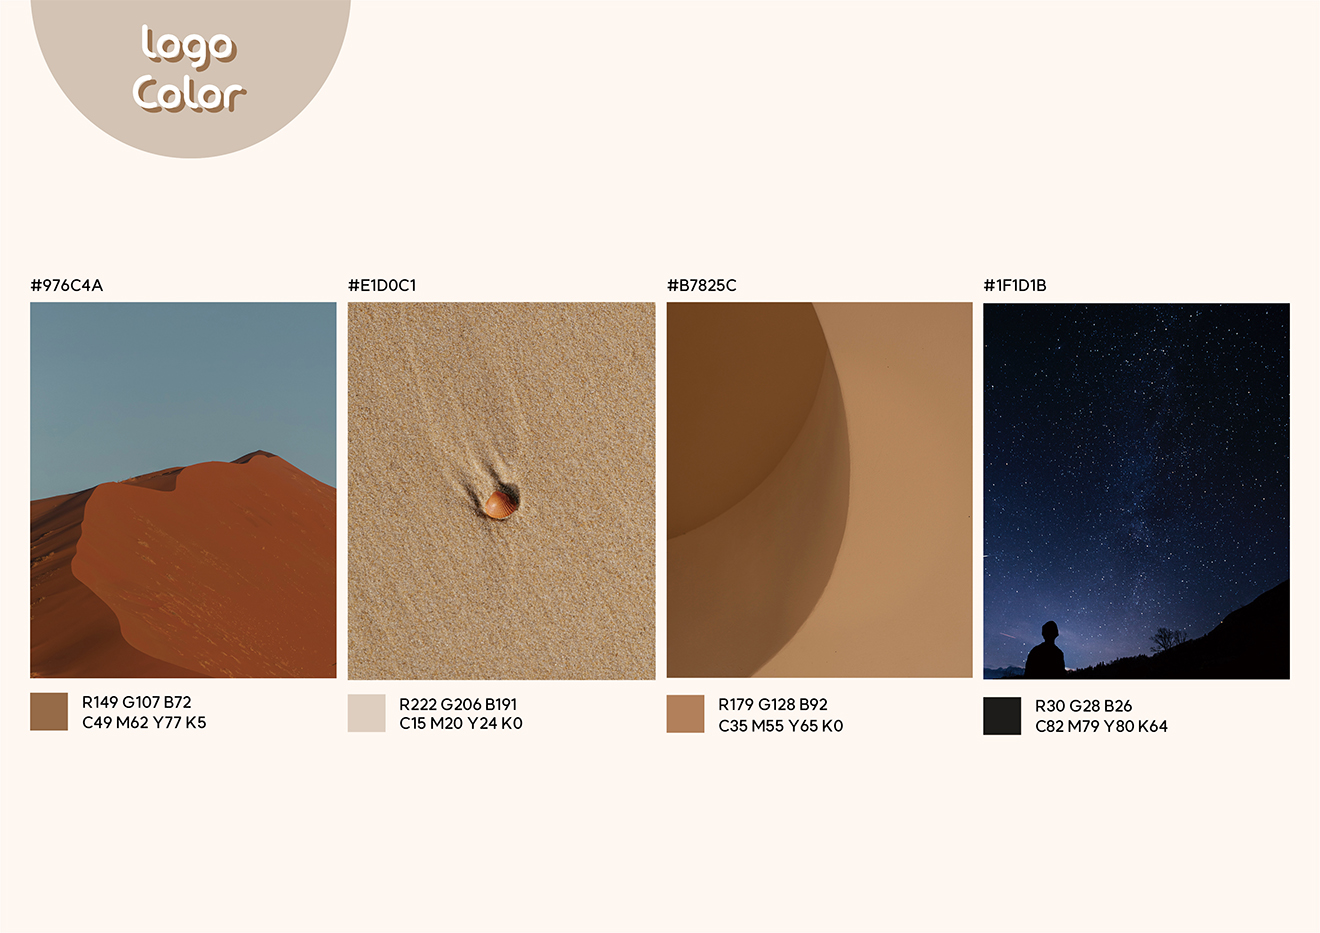 logo
Color
#976C4A
R149 G107 B72
C49 M62 Y77 K5
#E1D0C1
R222 G206 B191
C15 M20 Y24 K0
#B7825C
R179 G128 B92
C35 M55 Y65 K0
#1F1D1B
R30 G28 B26
C82 M79 Y80 K64